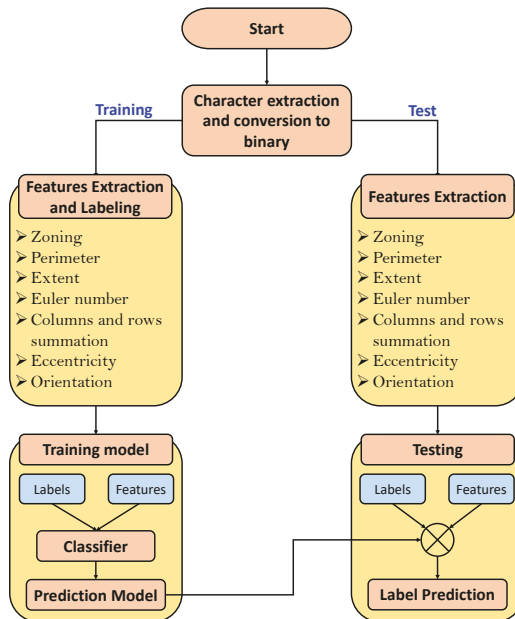 Start
Character extraction
and conversion to
binary
Training
Test
Features Extraction
and Labeling
➢ Zoning
➢ Perimeter
➢ Extent
➢ Euler number
➢ Columns and rows
summation
➢ Eccentricity
➢ Orientation
Features Extraction
➢ Zoning
➢ Perimeter
➢ Extent
➢ Euler number
➢ Columns and rows
summation
➢ Eccentricity
➢ Orientation
Training model
Labels
Features
Classifier
Prediction Model
Testing
Labels
Features
Label Prediction